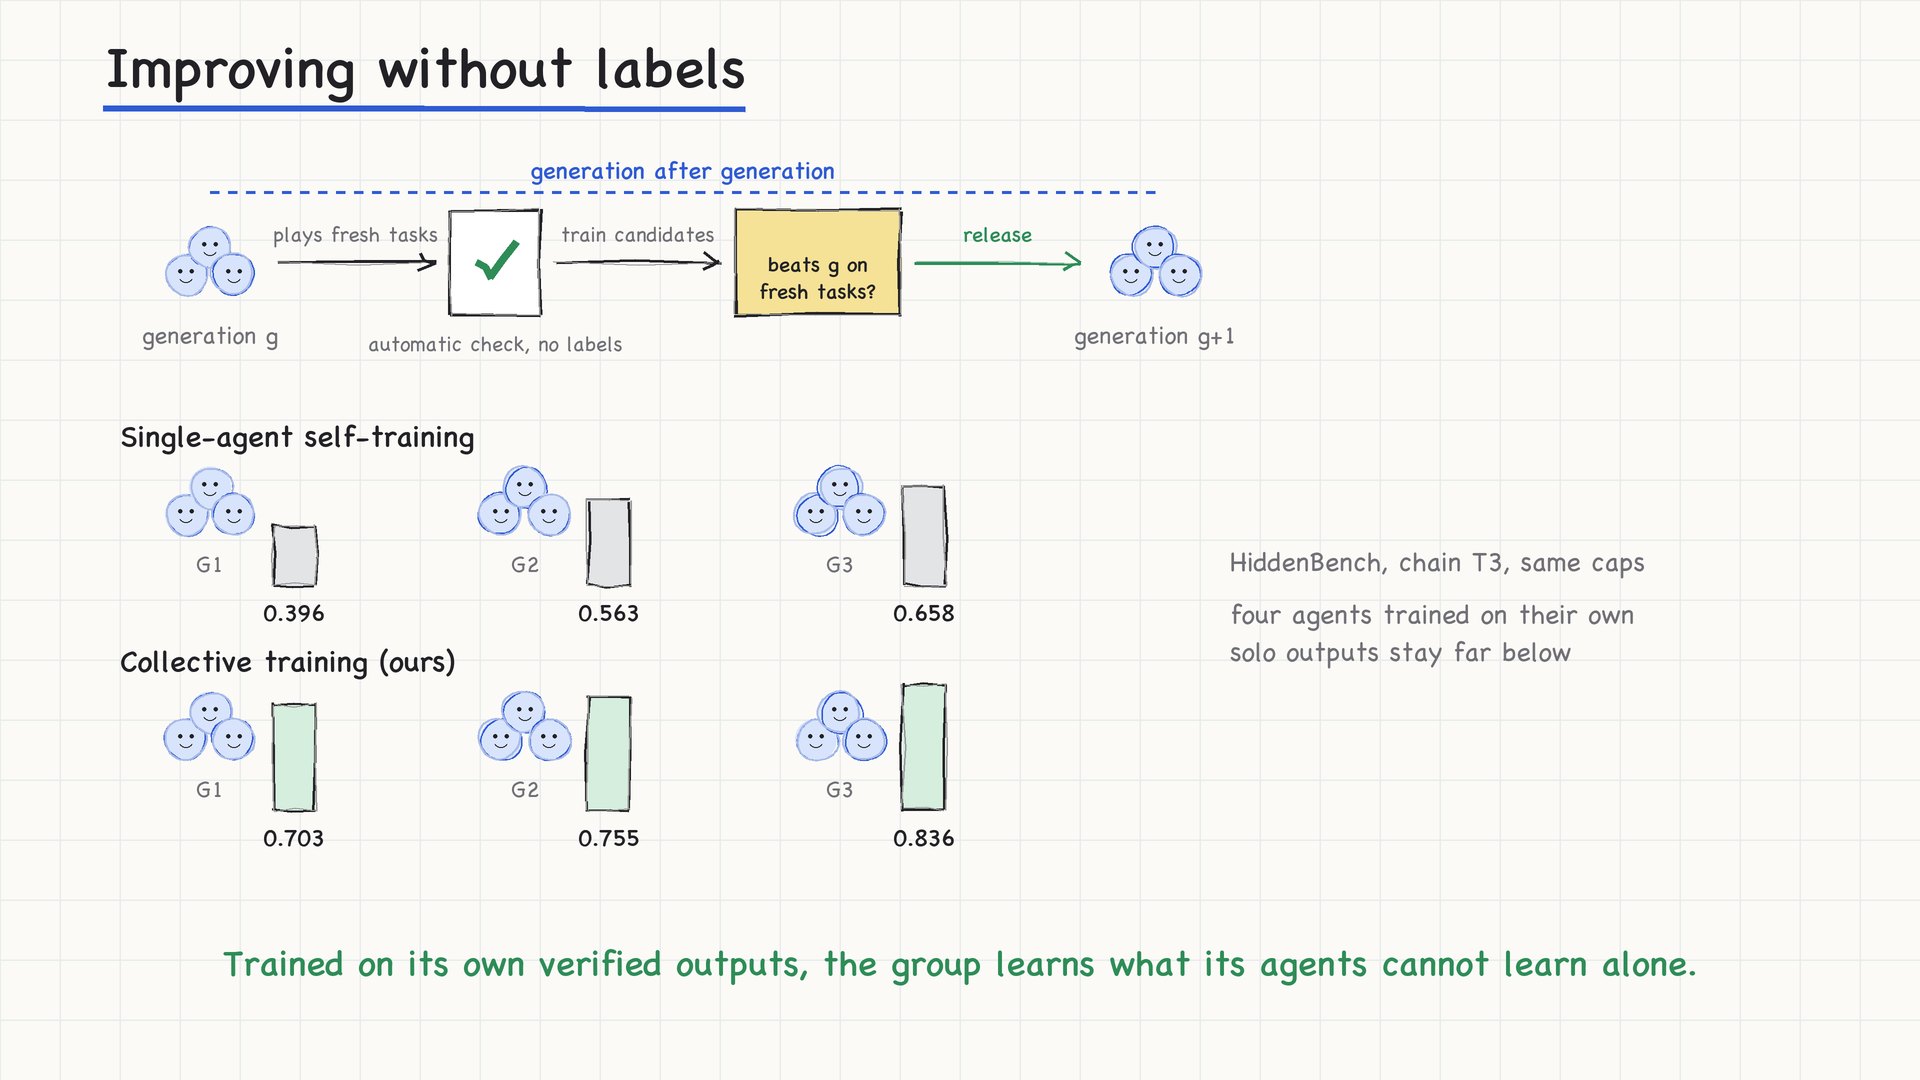 Improving without labels
generation after generation
plays fresh tasks
train candidates
release
beats g on
fresh tasks?
generation g
automatic check, no labels
generation g+1
Single-agent self-training
G1
0.396
G2
0.563
G3
0.658
HiddenBench, chain T3, same caps
four agents trained on their own
solo outputs stay far below
Collective training (ours)
G1
0.703
G2
0.755
G3
0.836
Trained on its own verified outputs, the group learns what its agents cannot learn alone.